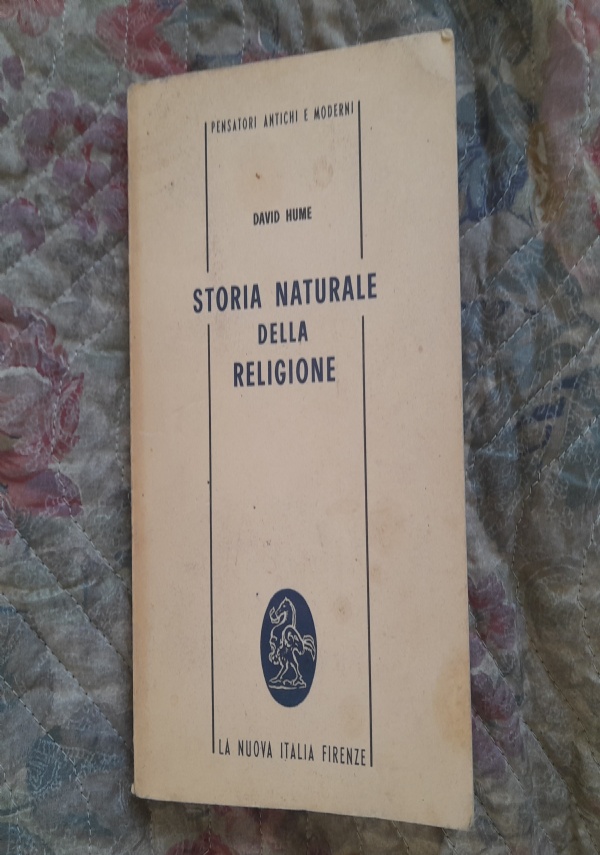 PENSATORI ANTICHI E MODERNI
DAVID HUME
STORIA NATURALE
DELLA
RELIGIONE
LA NUOVA ITALIA FIRENZE